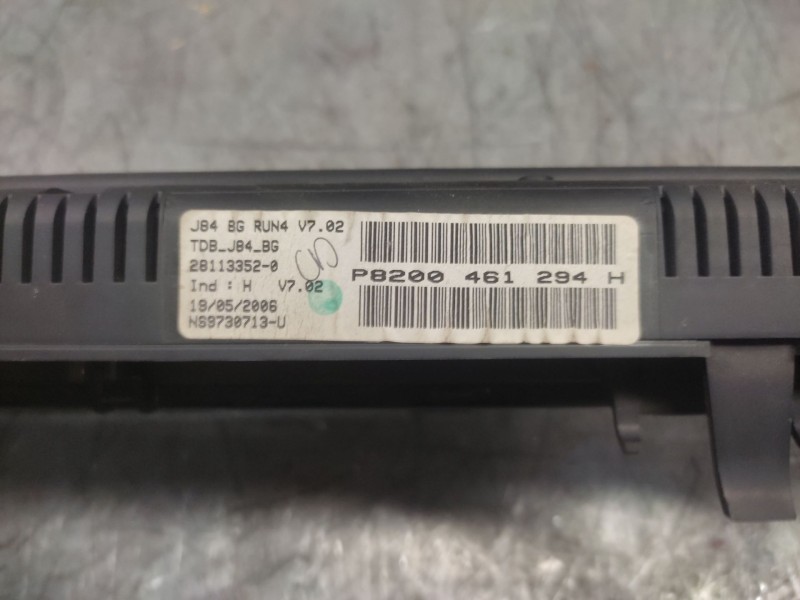 J84 BG RUN4 V7.02
TDB_J84_BG
28113352-0
Ind : H V7.02
19/05/2006
NS9730713-U
P8200 461 294 H